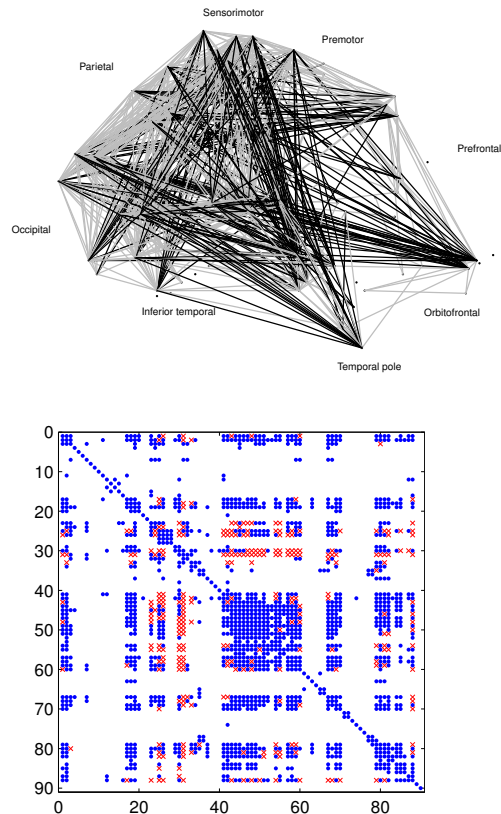 Sensorimotor
Premotor
Parietal
Prefrontal
Occipital
Inferior temporal
Orbitofrontal
Temporal pole
0
10
20
30
40
50
60
70
80
90
0 20 40 60 80